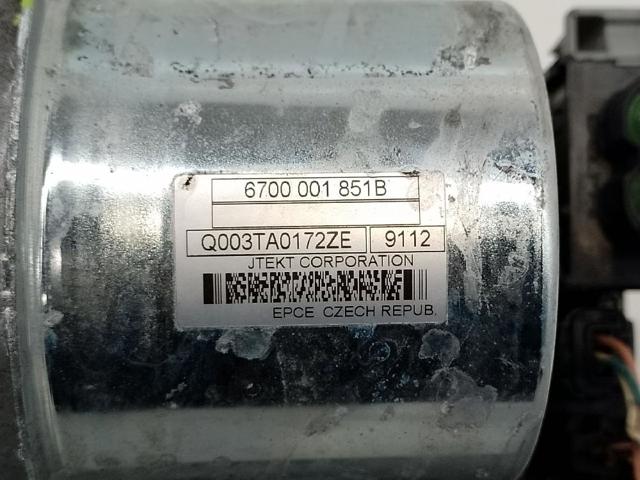 6700 001 851B
Q003TA0172ZE 9112
JTEKT CORPORATION
EPCE CZECH REPUB.